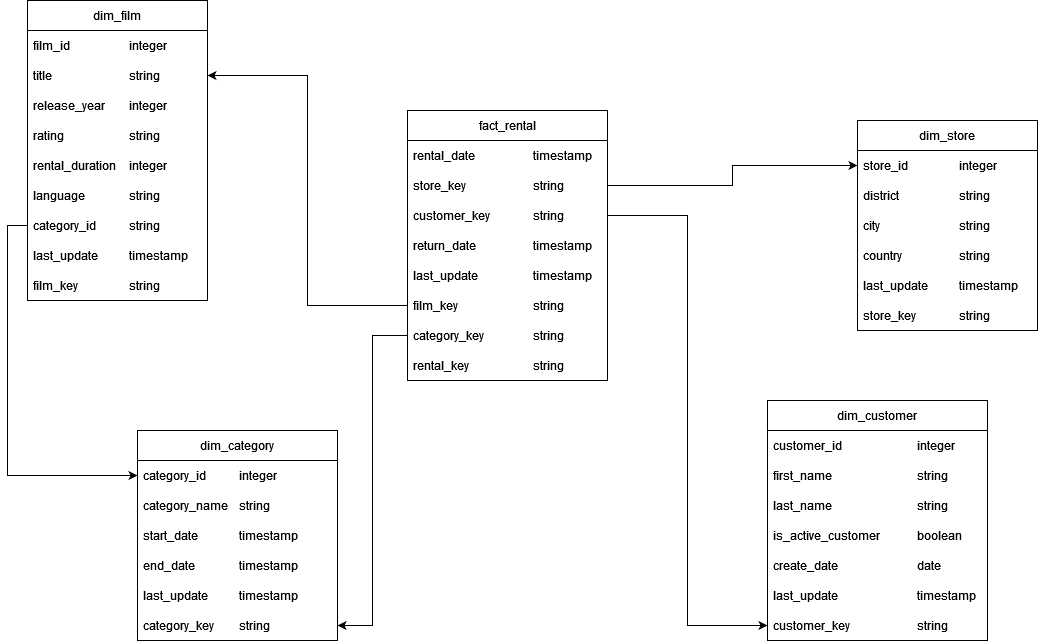 dim_film
film_id integer
title string
release_year integer
rating string
rental_duration integer
language string
category_id string
last_update timestamp
film_key string
fact_rental
rental_date timestamp
store_key string
customer_key string
return_date timestamp
last_update timestamp
film_key string
category_key string
rental_key string
dim_store
store_id integer
district string
city string
country string
last_update timestamp
store_key string
dim_category
category_id integer
category_name string
start_date timestamp
end_date timestamp
last_update timestamp
category_key string
dim_customer
customer_id integer
first_name string
last_name string
is_active_customer boolean
create_date date
last_update timestamp
customer_key string